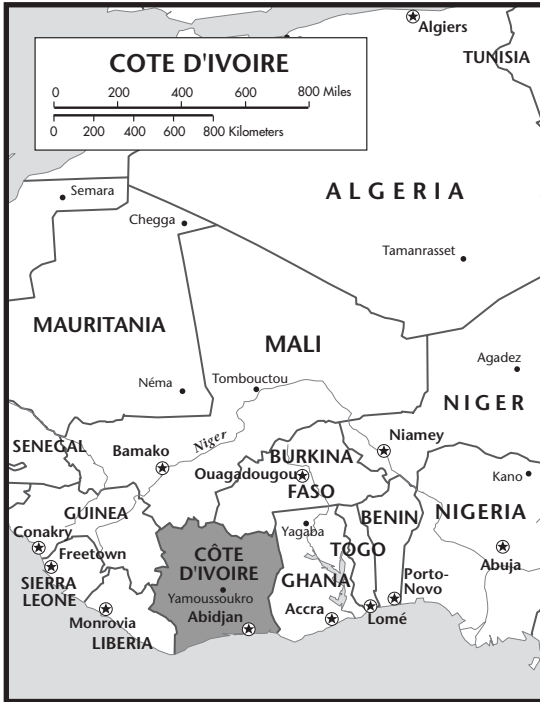 Algiers
TUNISIA
COTE D'IVOIRE
0 200 400 600 800 Miles
0 200 400 600 800 Kilometers
Semara
ALGERIA
Chegga
Tamanrasset
MAURITANIA
MALI
Agadez
Néma
Tombouctou
NIGER
Niger
Niamey
SENEGAL
Bamako
BURKINA
FASO
Ouagadougou
Kano
GUINEA
BENIN
NIGERIA
Yagaba
Conakry
Freetown
CÔTE
D'IVOIRE
TOGO
Abuja
SIERRA
LEONE
GHANA
Yamoussoukro
Porto-
Novo
Abidjan
Accra
Lomé
Monrovia
LIBERIA